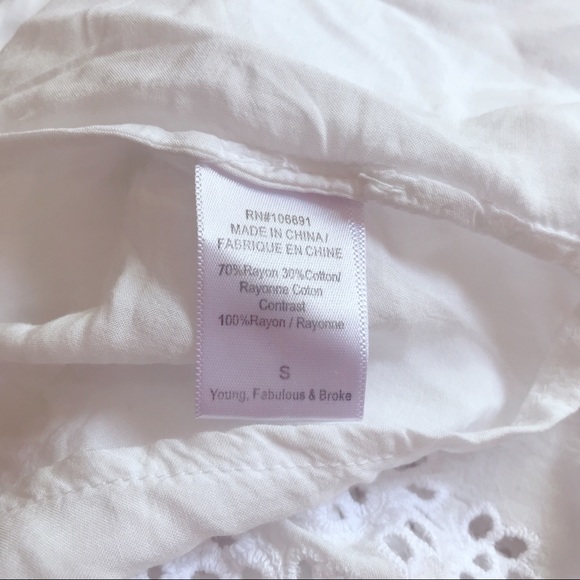 RN#106891
MADE IN CHINA/
FABRIQUE EN CHINE
70%Rayon 30%Cotton/
Rayonne Coton
Contrast
100%Rayon / Rayonne
S
Young, Fabulous & Broke